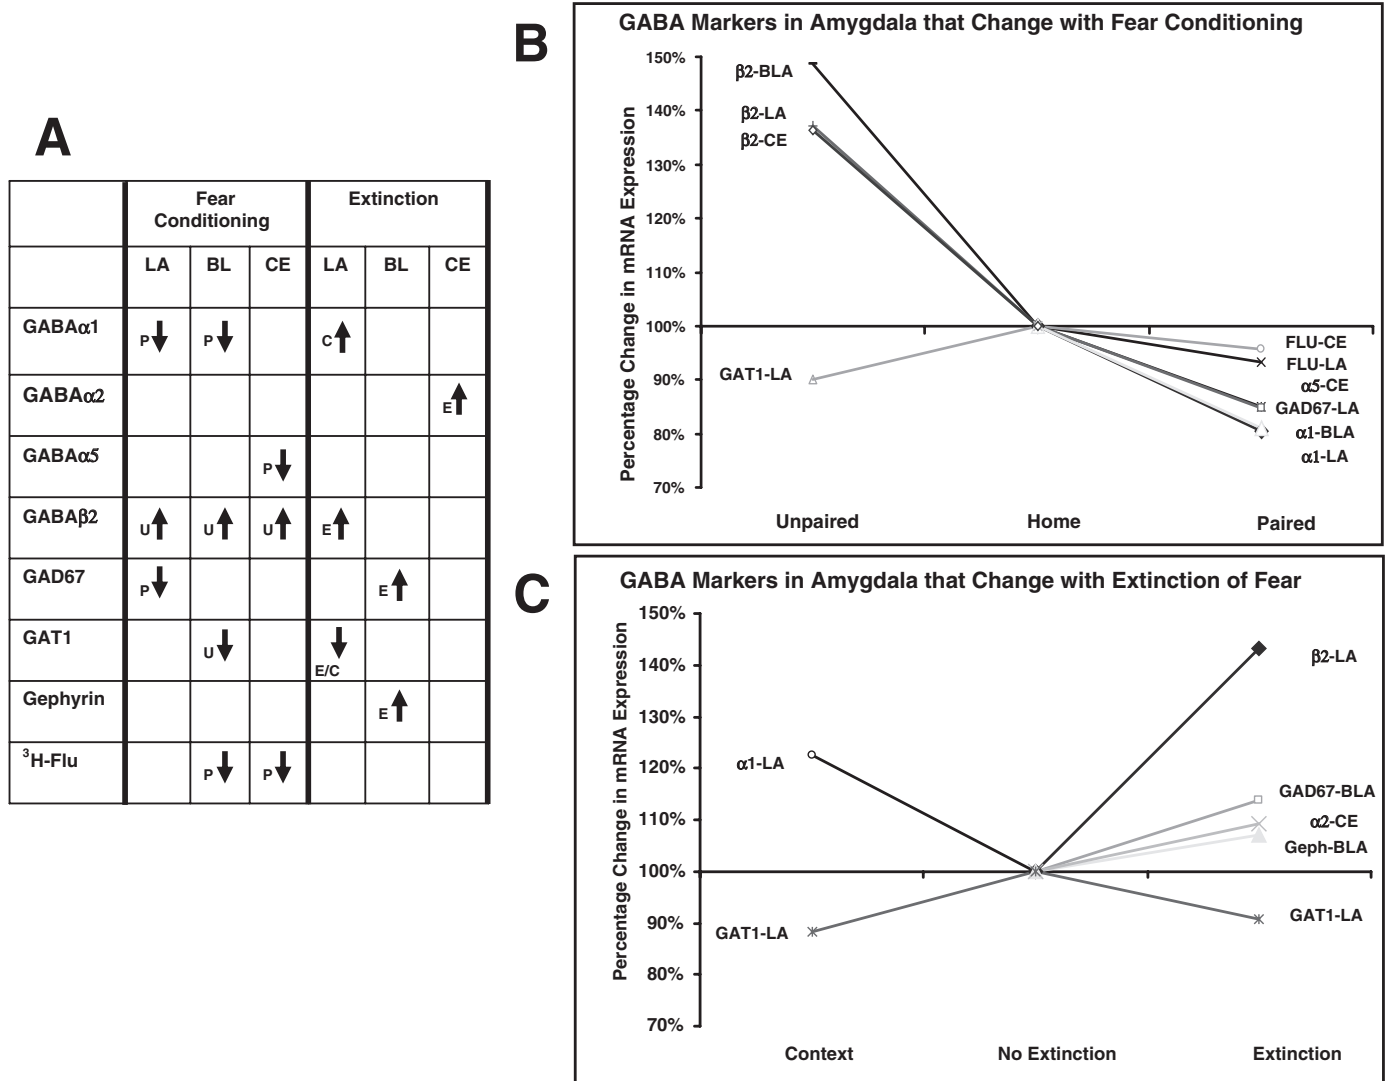 A
Fear Extinction
Conditioning
LA BL CE LA BL CE
GABAα1 P P C
GABAα2 E
GABAα5 P
GABAβ2 U U U E
GAD67 P E
GAT1 U E/C
Gephyrin E
³H-Flu P P
B
GABA Markers in Amygdala that Change with Fear Conditioning
Percentage Change in mRNA Expression
150%
140%
130%
120%
110%
100%
90%
80%
70%
β2-BLA
β2-LA
β2-CE
GAT1-LA
FLU-CE
FLU-LA
α5-CE
GAD67-LA
α1-BLA
α1-LA
Unpaired Home Paired
C
GABA Markers in Amygdala that Change with Extinction of Fear
Percentage Change in mRNA Expression
150%
140%
130%
120%
110%
100%
90%
80%
70%
α1-LA
GAT1-LA
β2-LA
GAD67-BLA
α2-CE
Geph-BLA
GAT1-LA
Context No Extinction Extinction